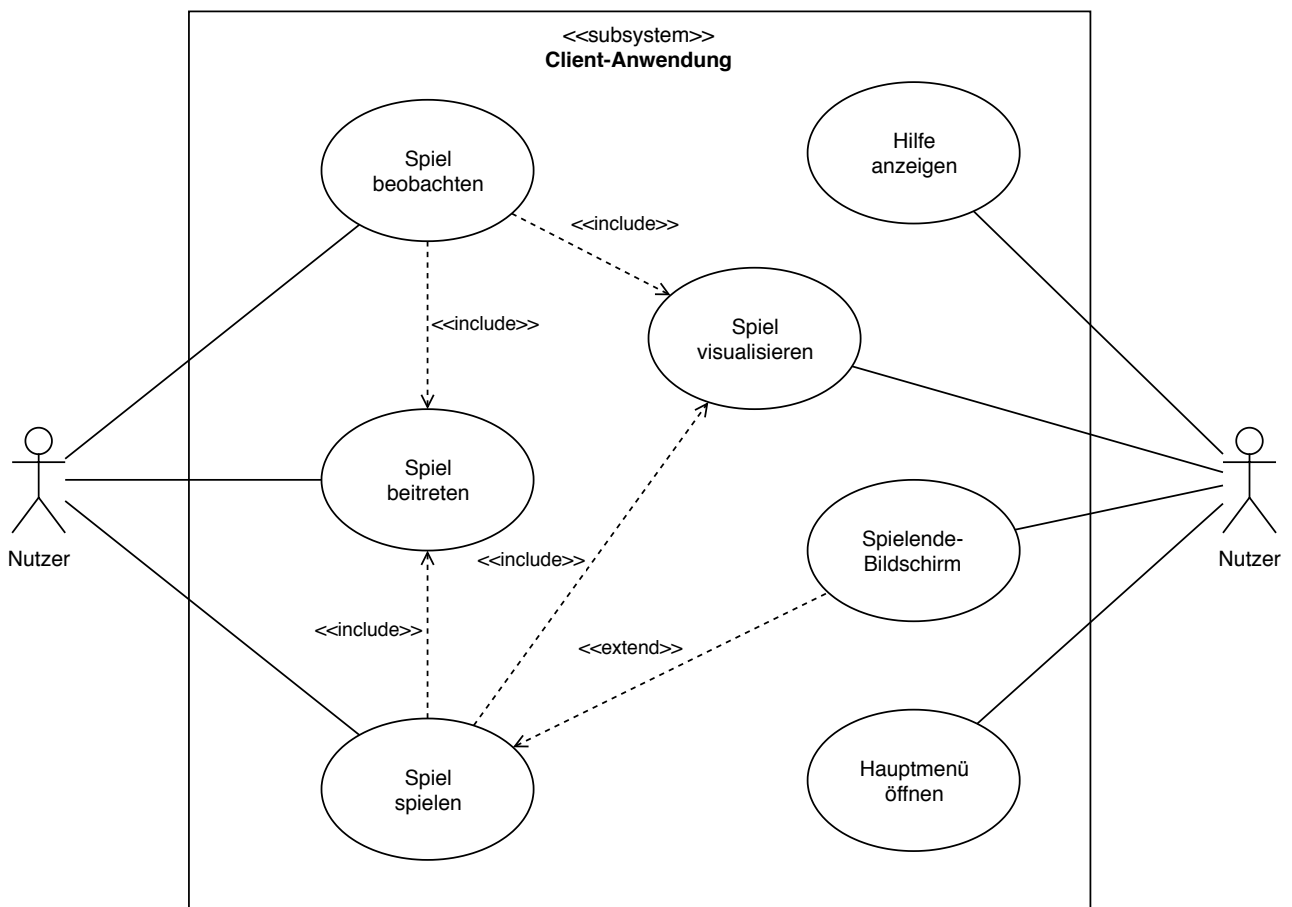 <<subsystem>>
Client-Anwendung
Spiel
beobachten
Hilfe
anzeigen
<<include>>
<<include>>
Spiel
visualisieren
Spiel
beitreten
Nutzer
Nutzer
<<include>>
Spielende-
Bildschirm
<<include>>
<<extend>>
Spiel
spielen
Hauptmenü
öffnen